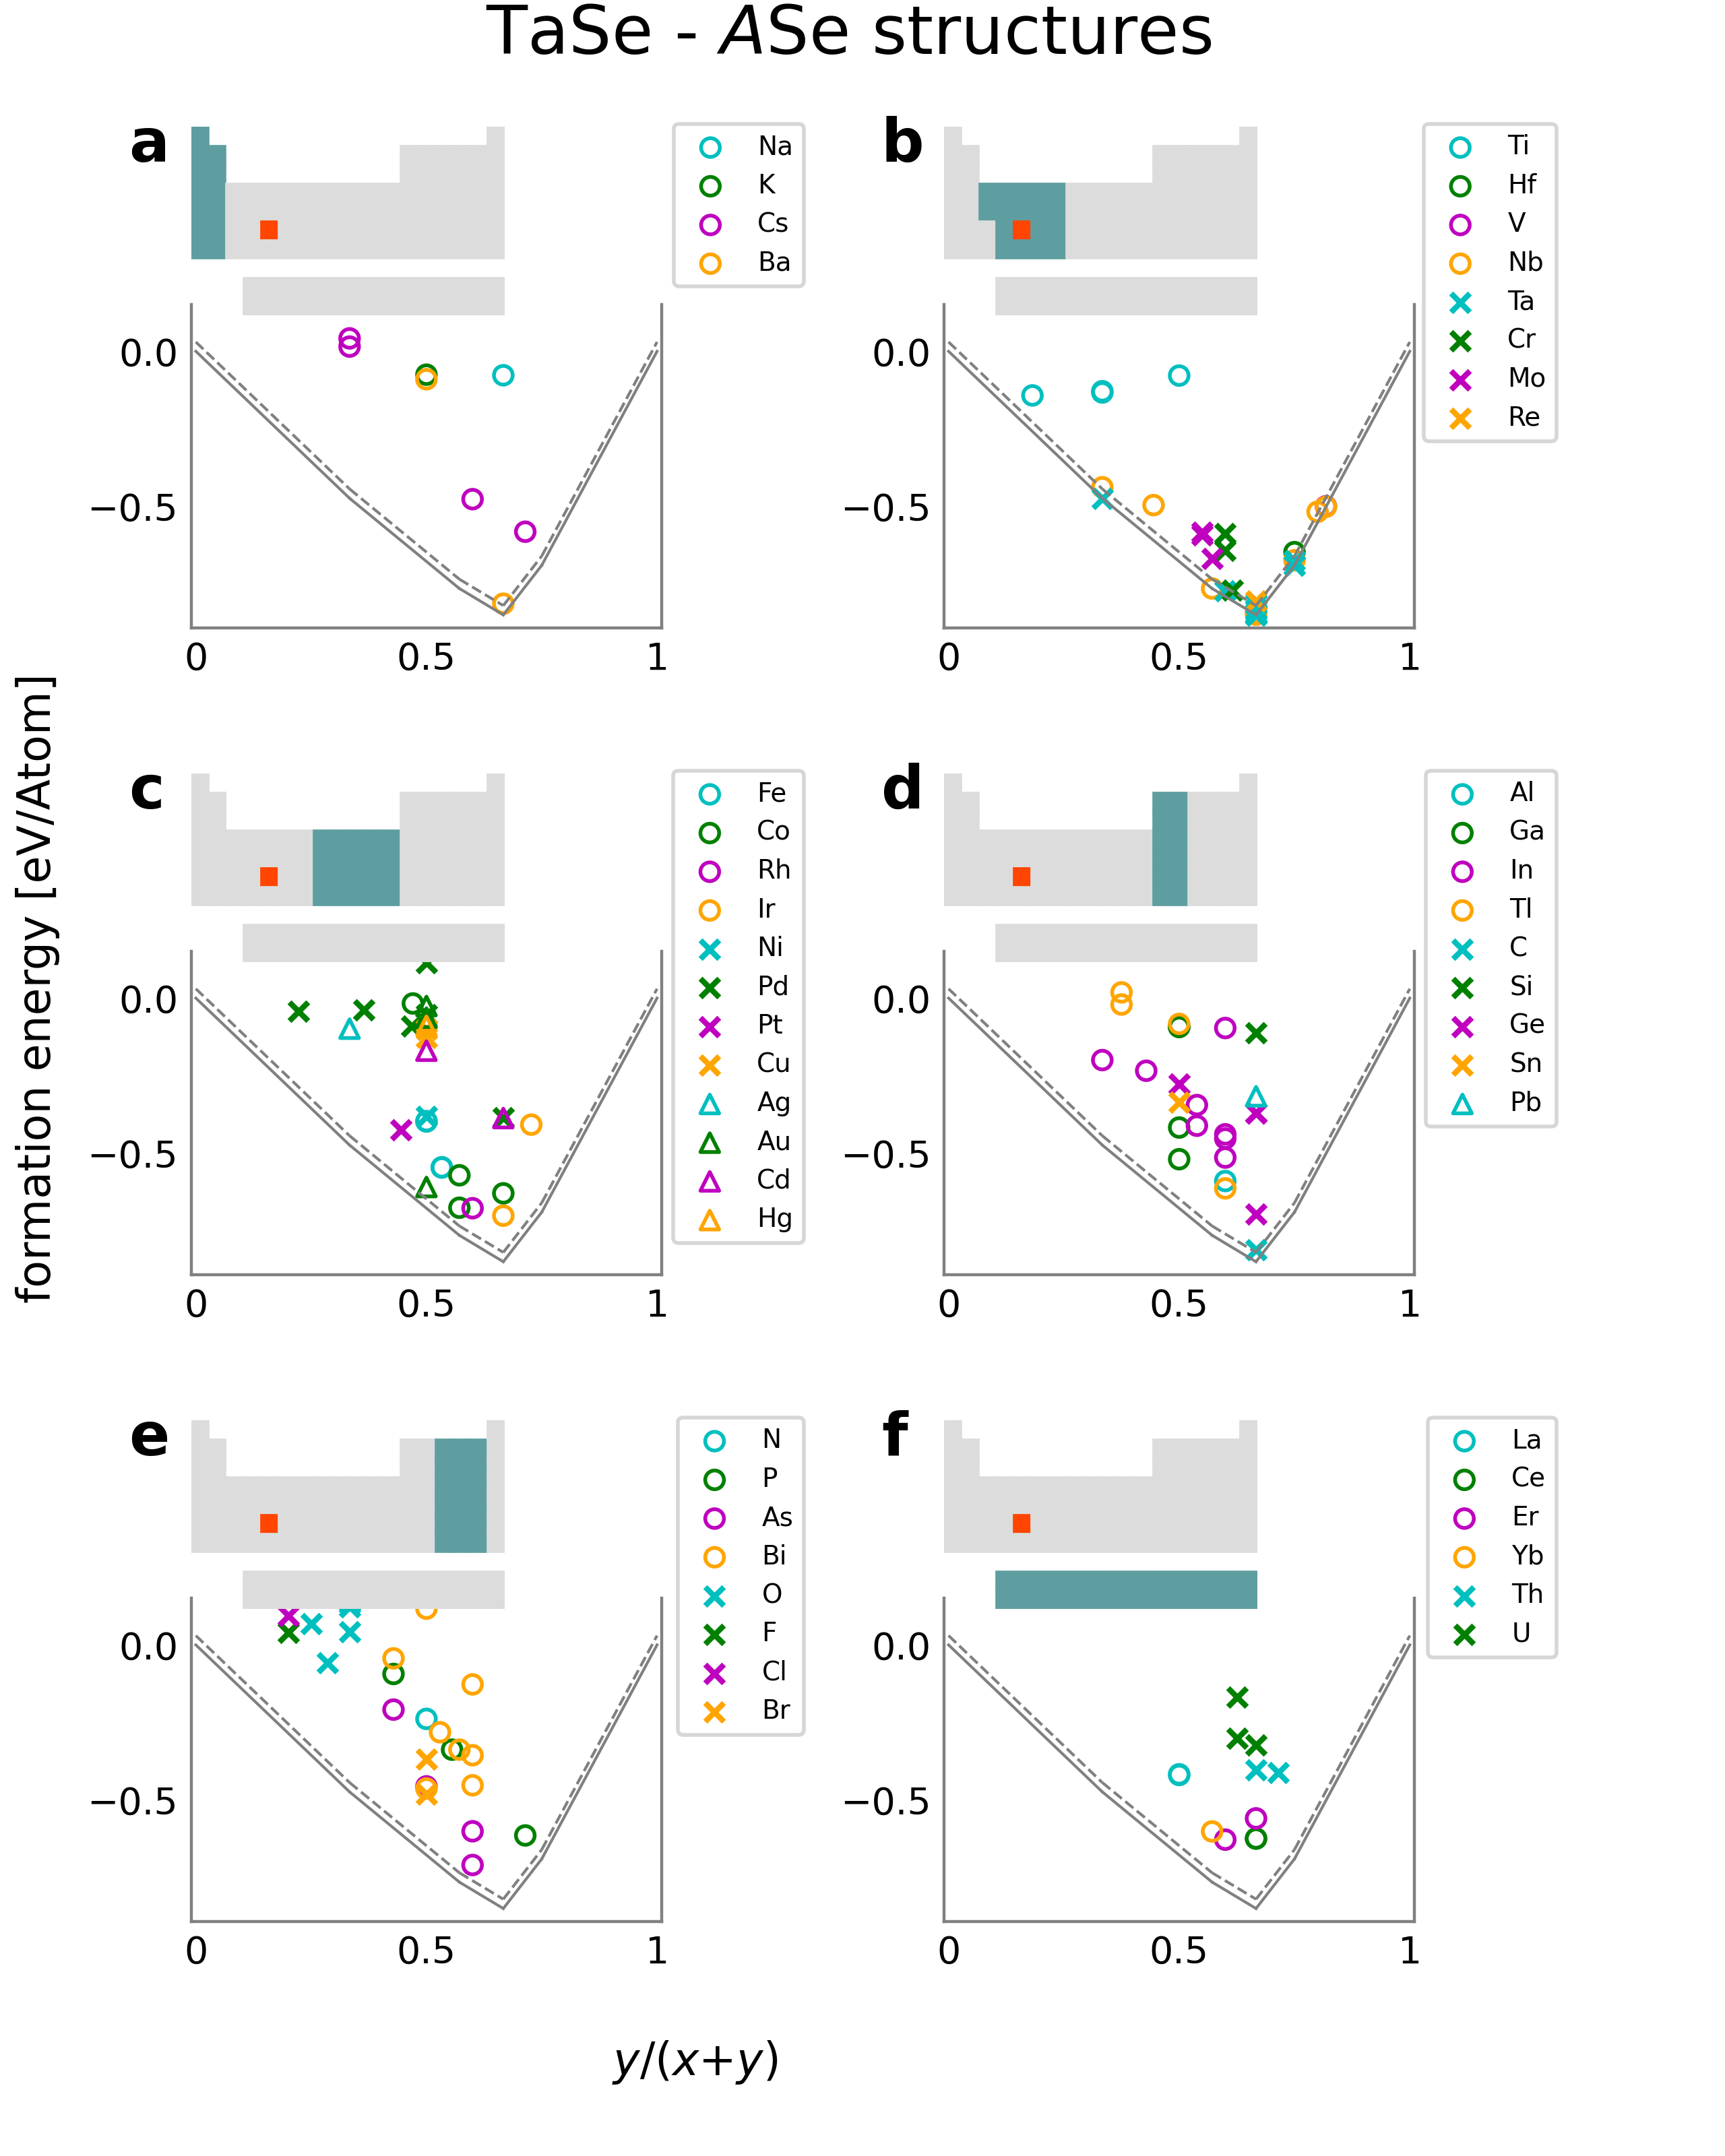 TaSe - ASe structures
a
Na
K
Cs
Ba
0.0
−0.5
0
0.5
1
b
Ti
Hf
V
Nb
Ta
Cr
Mo
Re
0.0
−0.5
0
0.5
1
formation energy [eV/Atom]
c
Fe
Co
Rh
Ir
Ni
Pd
Pt
Cu
Ag
Au
Cd
Hg
0.0
−0.5
0
0.5
1
d
Al
Ga
In
Tl
C
Si
Ge
Sn
Pb
0.0
−0.5
0
0.5
1
e
N
P
As
Bi
O
F
Cl
Br
0.0
−0.5
0
0.5
1
f
La
Ce
Er
Yb
Th
U
0.0
−0.5
0
0.5
1
y/(x+y)